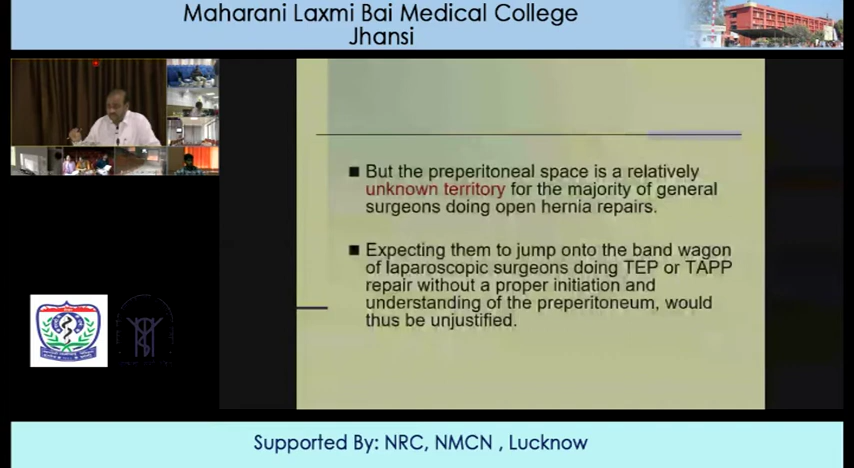 Maharani Laxmi Bai Medical College
Jhansi
But the preperitoneal space is a relatively
unknown territory for the majority of general
surgeons doing open hernia repairs.
Expecting them to jump onto the band wagon
of laparoscopic surgeons doing TEP or TAPP
repair without a proper initiation and
understanding of the preperitoneum, would
thus be unjustified.
Supported By: NRC, NMCN , Lucknow